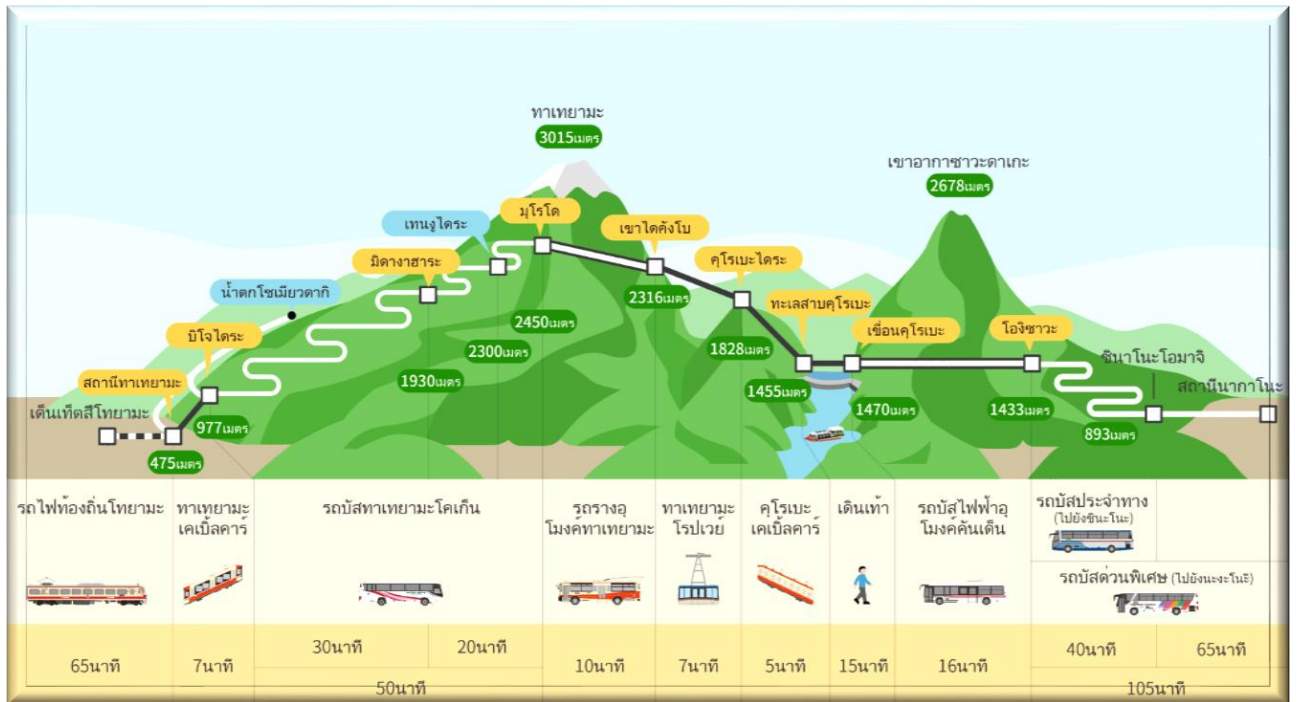 ทาเทยามะ
3015เมตร
เขาอากาซาวะดาเกะ
2678เมตร
มุโรโด
เทนงูไดระ
เขาไดคังโบ
มิดางาฮาระ
คุโรเบะไดระ
น้ำตกโชเมียวดากิ
ทะเลสาบคุโรเบะ
บิโจไดระ
เขื่อนคุโรเบะ
โองิซาวะ
ชินาโนะโอมาจิ
สถานีทาเทยามะ
สถานีนากาโนะ
เด็นเท็ตสึโทยามะ
2316เมตร
2450เมตร
2300เมตร
1828เมตร
1930เมตร
1455เมตร
1470เมตร
1433เมตร
977เมตร
893เมตร
475เมตร
รถไฟท้องถิ่นโทยามะ
ทาเทยามะ
เคเบิ้ลคาร์
รถบัสทาเทยามะโคเก็น
รถรางอุ
โมงค์ทาเทยามะ
ทาเทยามะ
โรปเวย์
คุโรเบะ
เคเบิ้ลคาร์
เดินเท้า
รถบัสไฟฟ้าอุ
โมงค์คันเด็น
รถบัสประจำทาง
(ไปยังชินะโนะ)
รถบัสด่วนพิเศษ (ไปยังนะงะโนะ)
65นาที
7นาที
30นาที
20นาที
50นาที
10นาที
7นาที
5นาที
15นาที
16นาที
40นาที
65นาที
105นาที